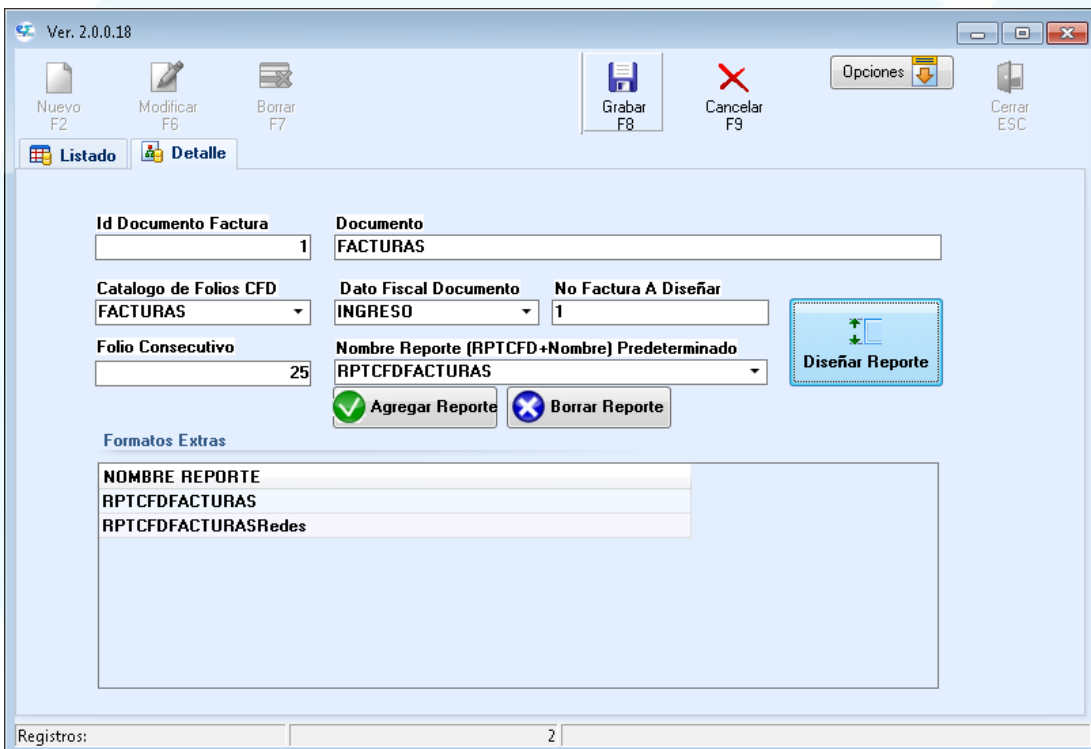 Ver. 2.0.0.18
Nuevo F2
Modificar F6
Borrar F7
Grabar F8
Cancelar F9
Opciones
Cerrar ESC
Listado
Detalle
Id Documento Factura
1
Documento
FACTURAS
Catalogo de Folios CFD
FACTURAS
Dato Fiscal Documento
INGRESO
No Factura A Diseñar
1
Diseñar Reporte
Folio Consecutivo
25
Nombre Reporte (RPTCFD+Nombre) Predeterminado
RPTCFDFACTURAS
Agregar Reporte
Borrar Reporte
Formatos Extras
NOMBRE REPORTE
RPTCFDFACTURAS
RPTCFDFACTURASRedes
Registros:
2